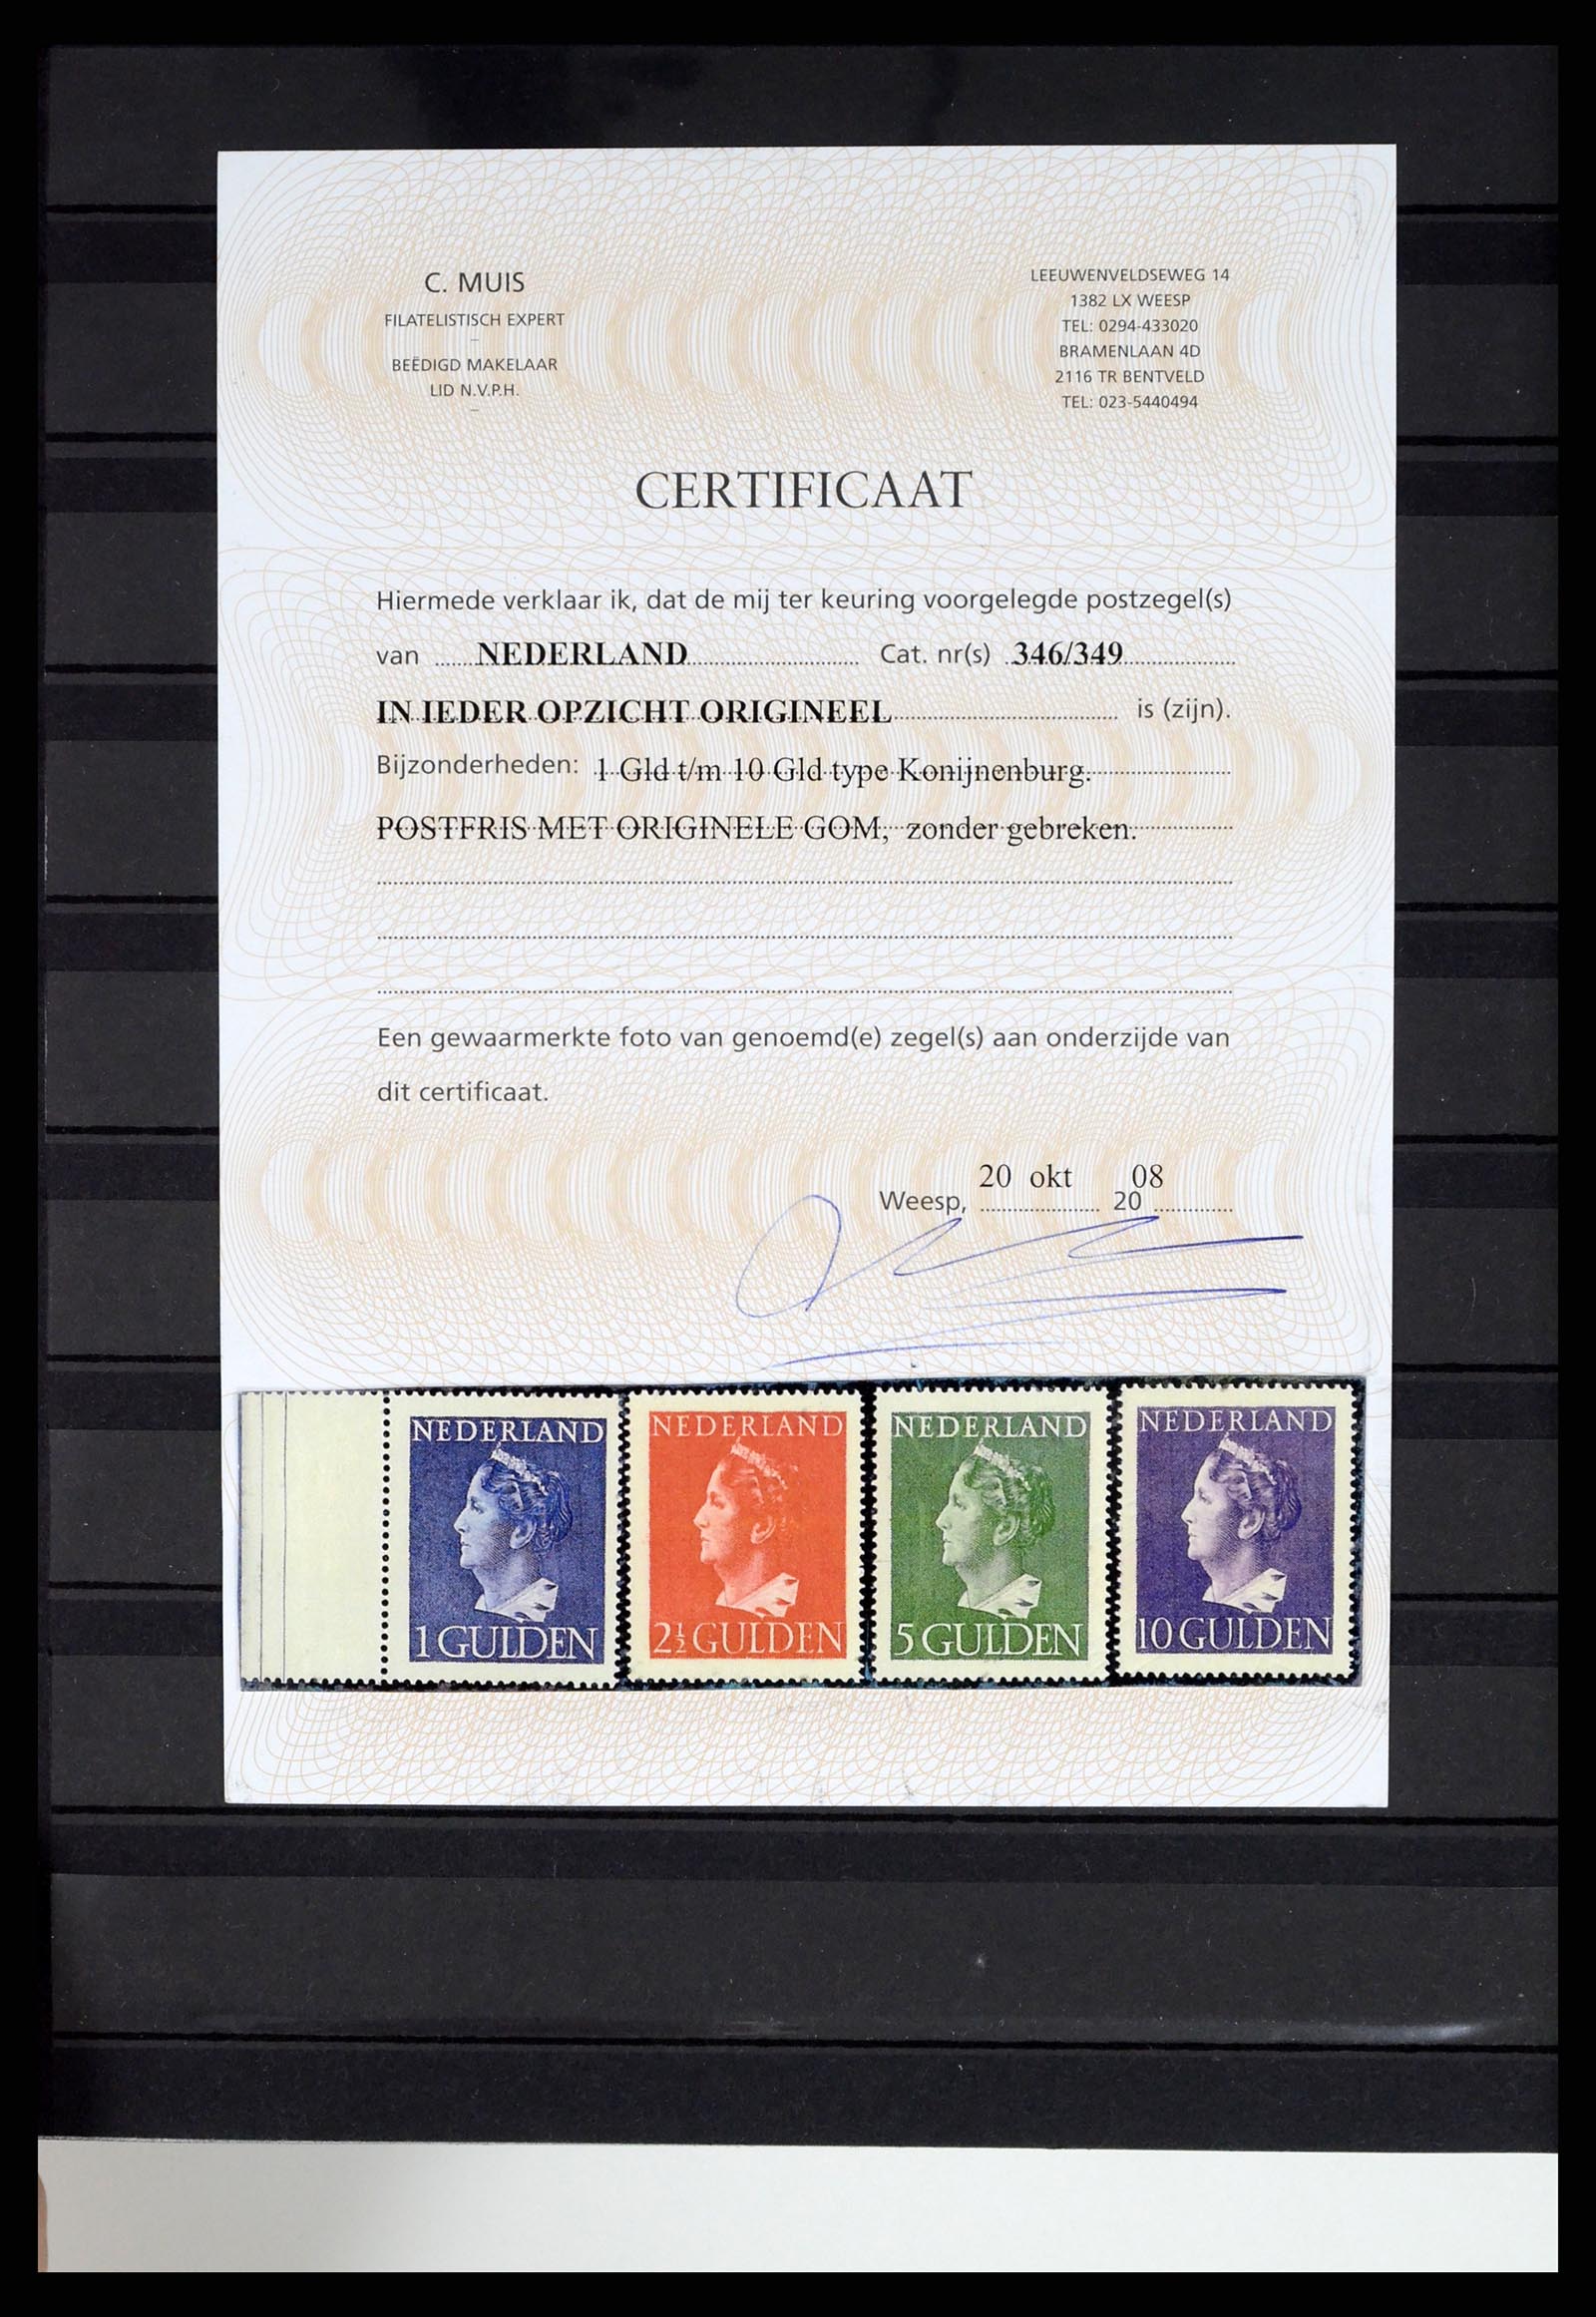 C. MUIS
FILATELISTISCH EXPERT
–
BEËDIGD MAKELAAR
LID N.V.P.H.
–
LEEUWENVELDSEWEG 14
1382 LX WEESP
TEL: 0294-433020
BRAMENLAAN 4D
2116 TR BENTVELD
TEL: 023-5440494
CERTIFICAAT
Hiermede verklaar ik, dat de mij ter keuring voorgelegde postzegel(s)
van NEDERLAND Cat. nr(s) 346/349
IN IEDER OPZICHT ORIGINEEL is (zijn).
Bijzonderheden: 1 Gld t/m 10 Gld type Konijnenburg.
POSTFRIS MET ORIGINELE GOM, zonder gebreken.
Een gewaarmerkte foto van genoemd(e) zegel(s) aan onderzijde van
dit certificaat.
Weesp, 20 okt 20 08
NEDERLAND
1 GULDEN
NEDERLAND
2½ GULDEN
NEDERLAND
5 GULDEN
NEDERLAND
10 GULDEN